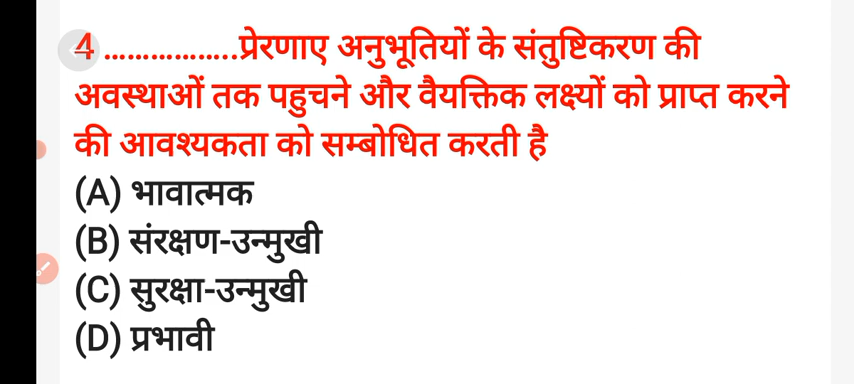 4 ..................प्रेरणाए अनुभूतियों के संतुष्टिकरण की
अवस्थाओं तक पहुचने और वैयक्तिक लक्ष्यों को प्राप्त करने
की आवश्यकता को सम्बोधित करती है
(A) भावात्मक
(B) संरक्षण-उन्मुखी
(C) सुरक्षा-उन्मुखी
(D) प्रभावी